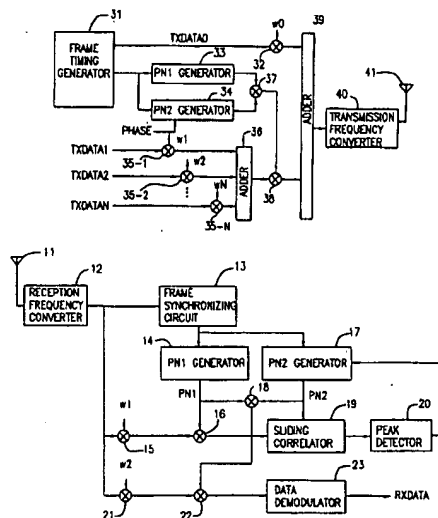 31
FRAME TIMING GENERATOR
TXDATA0
w0
32
39
33
PN1 GENERATOR
34
PN2 GENERATOR
37
PHASE
TXDATA1
w1
35-1
TXDATA2
w2
35-2
TXDATAN
wN
35-N
36
ADDER
38
ADDER
40
TRANSMISSION FREQUENCY CONVERTER
41
11
12
RECEPTION FREQUENCY CONVERTER
13
FRAME SYNCHRONIZING CIRCUIT
14
PN1 GENERATOR
17
PN2 GENERATOR
PN1
18
PN2
w1
15
16
19
SLIDING CORRELATOR
20
PEAK DETECTOR
w2
21
22
23
DATA DEMODULATOR
RXDATA